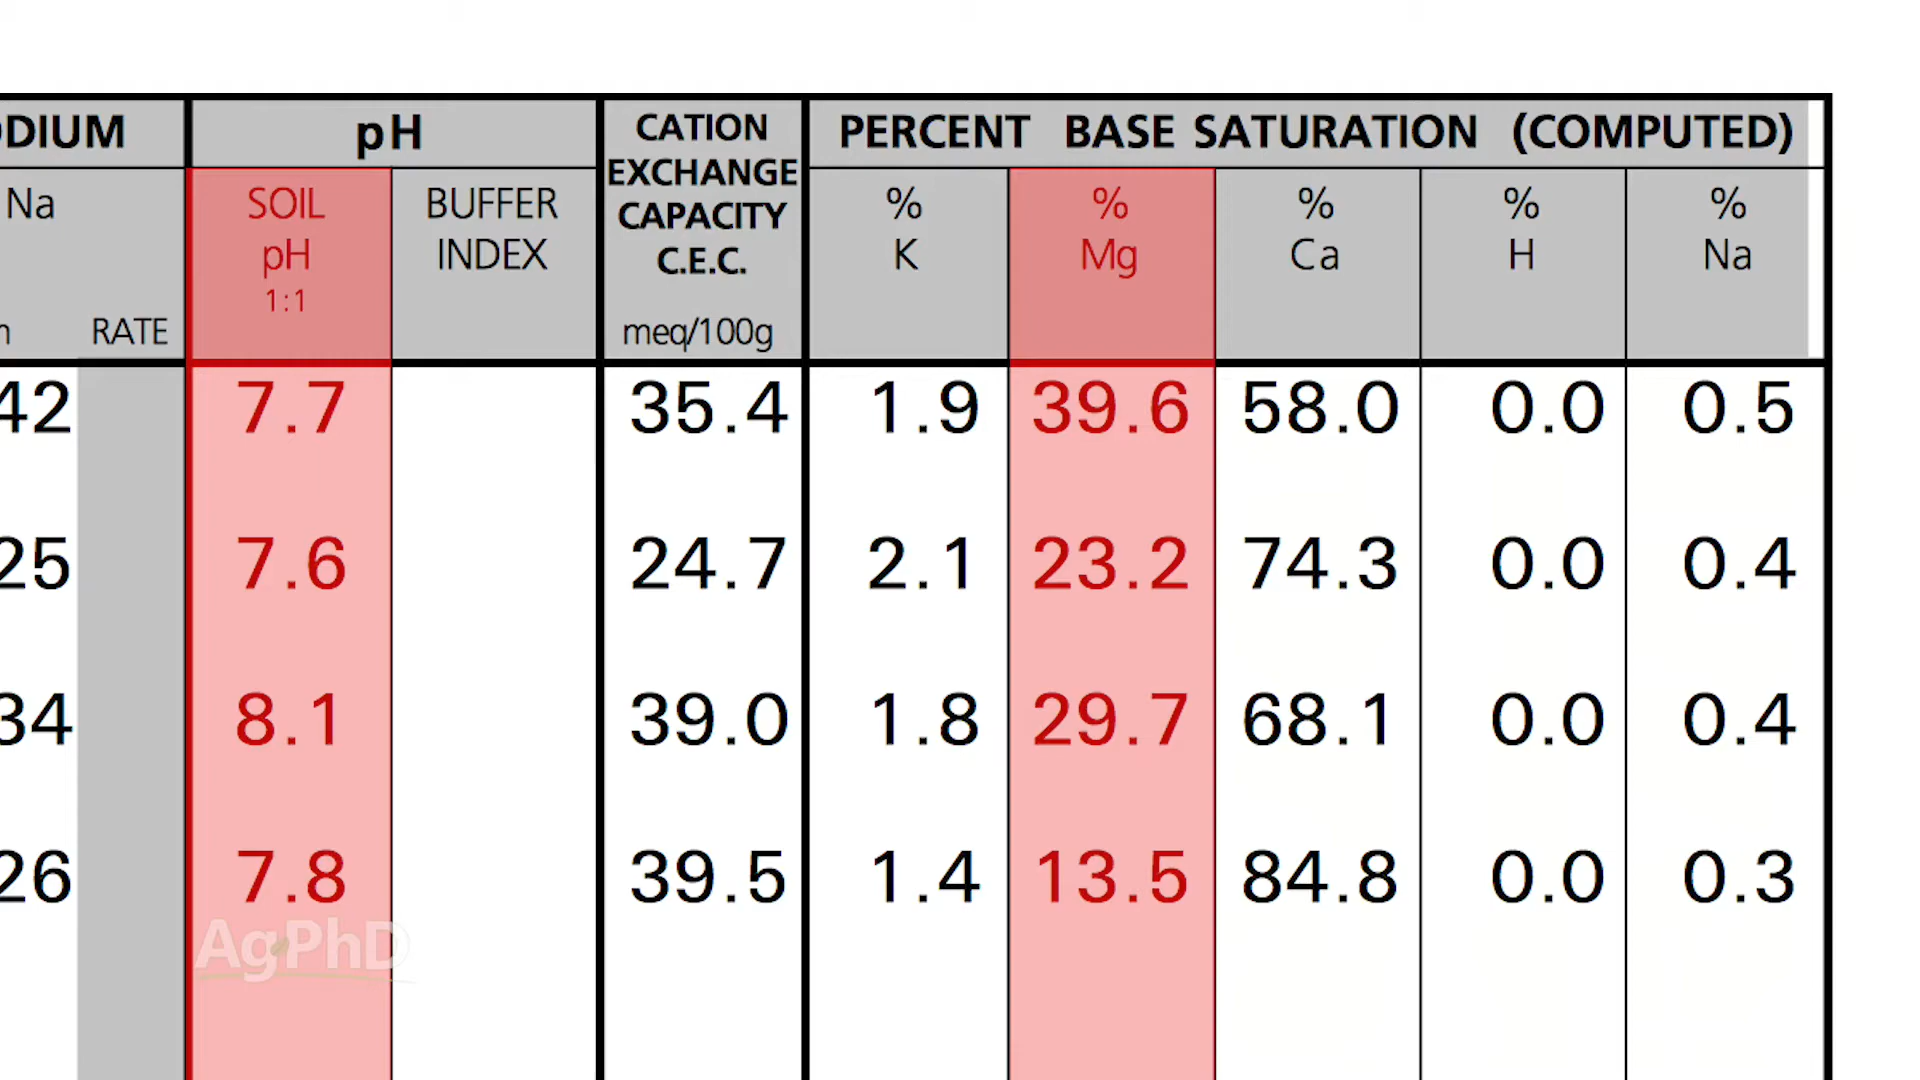 ODIUM pH CATION EXCHANGE CAPACITY C.E.C. PERCENT BASE SATURATION (COMPUTED)
Na SOIL pH 1:1 BUFFER INDEX % K % Mg % Ca % H % Na
RATE meq/100g
42 7.7 35.4 1.9 39.6 58.0 0.0 0.5
25 7.6 24.7 2.1 23.2 74.3 0.0 0.4
34 8.1 39.0 1.8 29.7 68.1 0.0 0.4
26 7.8 39.5 1.4 13.5 84.8 0.0 0.3
AgPhD